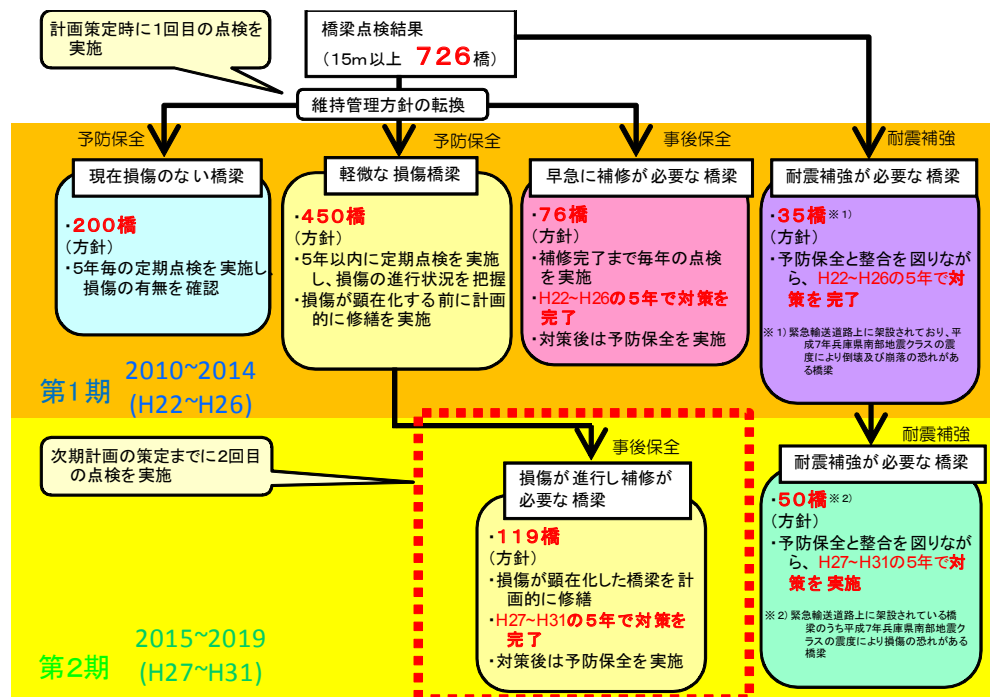 計画策定時に1回目の点検を
実施
橋梁点検結果
（15m以上　726橋）
維持管理方針の転換
予防保全
現在損傷のない橋梁
・200橋
(方針)
・5年毎の定期点検を実施し、
損傷の有無を確認
予防保全
軽微な損傷橋梁
・450橋
(方針)
・5年以内に定期点検を実施
し、損傷の進行状況を把握
・損傷が顕在化する前に計画
的に修繕を実施
事後保全
早急に補修が必要な橋梁
・76橋
(方針)
・補修完了まで毎年の点検
を実施
・H22~H26の5年で対策を
完了
・対策後は予防保全を実施
耐震補強
耐震補強が必要な橋梁
・35橋※1)
(方針)
・予防保全と整合を図りなが
ら、H22~H26の5年で対
策を完了
※1)緊急輸送道路上に架設されており、平
成7年兵庫県南部地震クラスの震
度により倒壊及び崩落の恐れがあ
る橋梁
第1期
2010~2014
(H22~H26)
次期計画の策定までに2回目
の点検を実施
事後保全
損傷が進行し補修が
必要な橋梁
・119橋
(方針)
・損傷が顕在化した橋梁を計
画的に修繕
・H27~H31の5年で対策を
完了
・対策後は予防保全を実施
耐震補強
耐震補強が必要な橋梁
・50橋※2)
(方針)
・予防保全と整合を図りなが
ら、H27~H31の5年で対
策を実施
※2)緊急輸送道路上に架設されている橋
梁のうち平成7年兵庫県南部地震ク
ラスの震度により損傷の恐れがある
橋梁
第2期
2015~2019
(H27~H31)